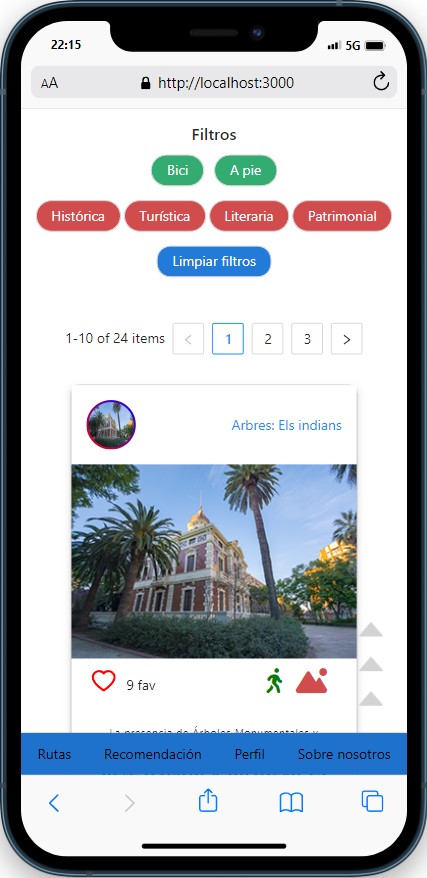 22:15
5G
AA http://localhost:3000
Filtros
Bici A pie
Histórica Turística Literaria Patrimonial
Limpiar filtros
1-10 of 24 items < 1 2 3 >
Arbres: Els indians
9 fav
La presencia de Árboles Monumentales y
Rutas Recomendación Perfil Sobre nosotros